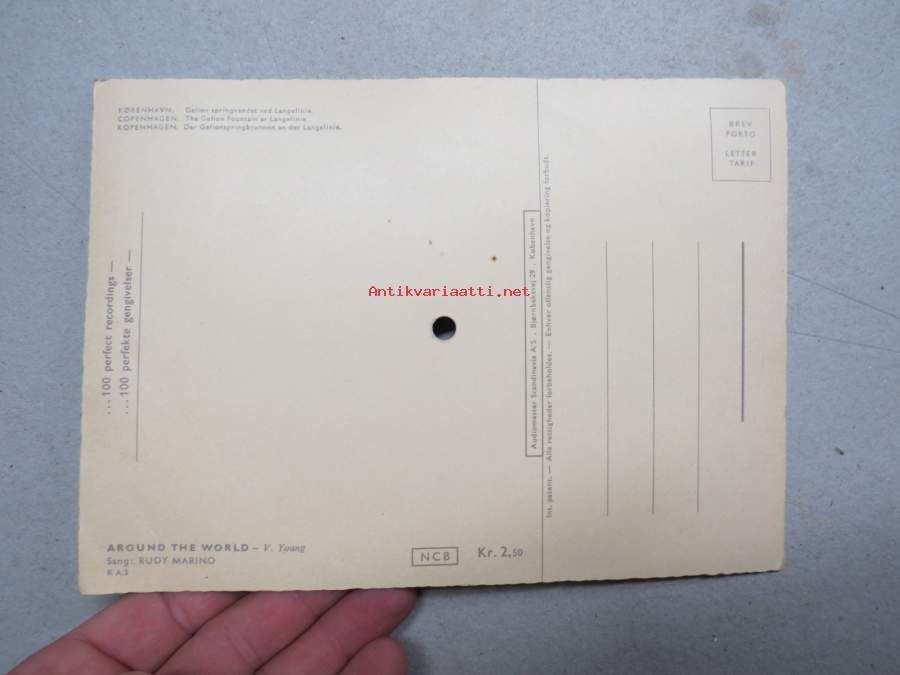 KØBENHAVN. Gefion springvandet ved Langelinie.
COPENHAGEN. The Gefion Fountain at Langelinie.
KOPENHAGEN. Der Gefionspringbrunnen an der Langelinie.
BREV
PORTO
LETTER
TARIF
...100 perfect recordings —
...100 perfekte gengivelser —
Antikvariaatti.net
Audiomaster Scandinavia A/S . Bjørnbaksvej 29 . København
Int. patent. — Alle rettigheder forbeholdes. — Enhver offentlig gengivelse og kopiering forbudt.
AROUND THE WORLD – V. Young
Sang: RUDY MARINO
K A:3
NCB
Kr. 2,50